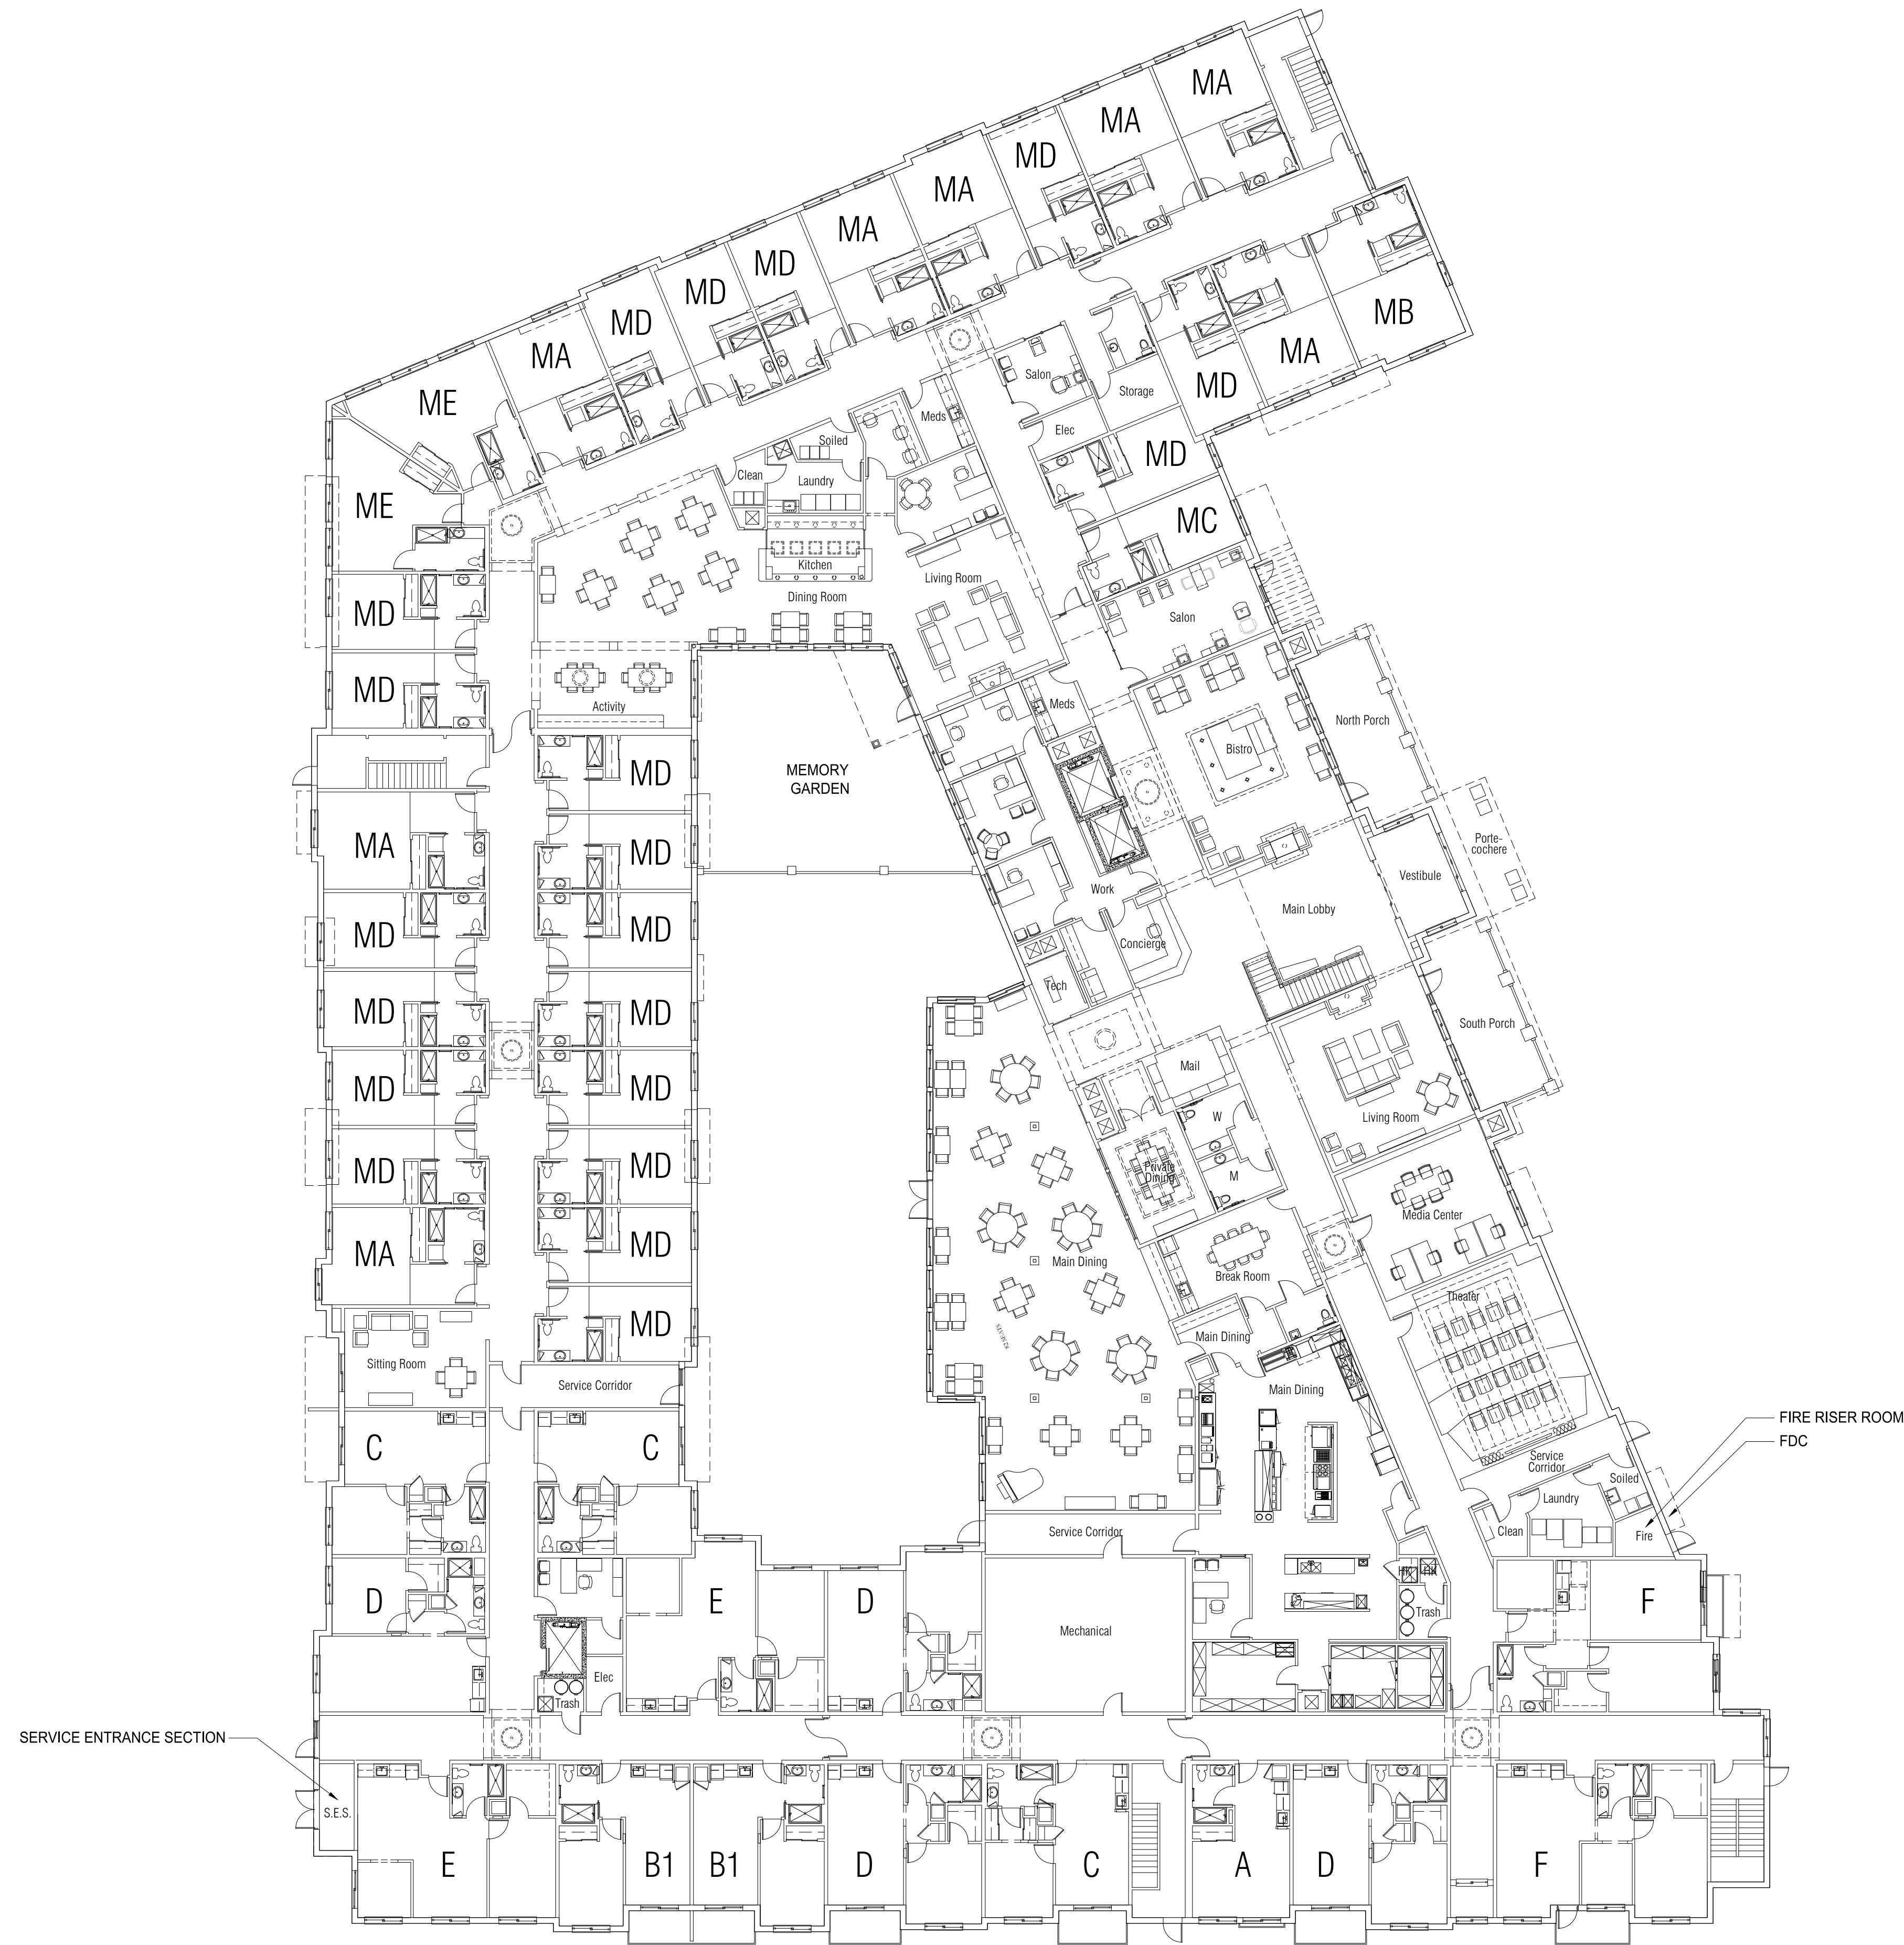 MA
MA
MD
MA
MA
MD
MD
MD
MA
ME
ME
MB
MA
MD
Salon
Storage
Meds
Elec
Soiled
Clean
Laundry
MD
MC
Kitchen
Living Room
Dining Room
Salon
MD
MD
Activity
Meds
North Porch
Bistro
MEMORY
GARDEN
MD
MA
MD
Porte-
cochere
Vestibule
Work
Main Lobby
MD
MD
Concierge
Tech
MD
MD
South Porch
Mail
MD
MD
W
Living Room
MD
MD
Private
Dining
M
Media Center
MA
MD
Main Dining
Break Room
Theater
MD
82 SEATS
Main Dining
Sitting Room
Service Corridor
Main Dining
FIRE RISER ROOM
FDC
C
C
Service
Corridor
Soiled
Laundry
Clean
Fire
Service Corridor
HK
HK
D
E
D
F
Trash
Mechanical
Elec
Trash
SERVICE ENTRANCE SECTION
S.E.S.
E
B1
B1
D
C
A
D
F